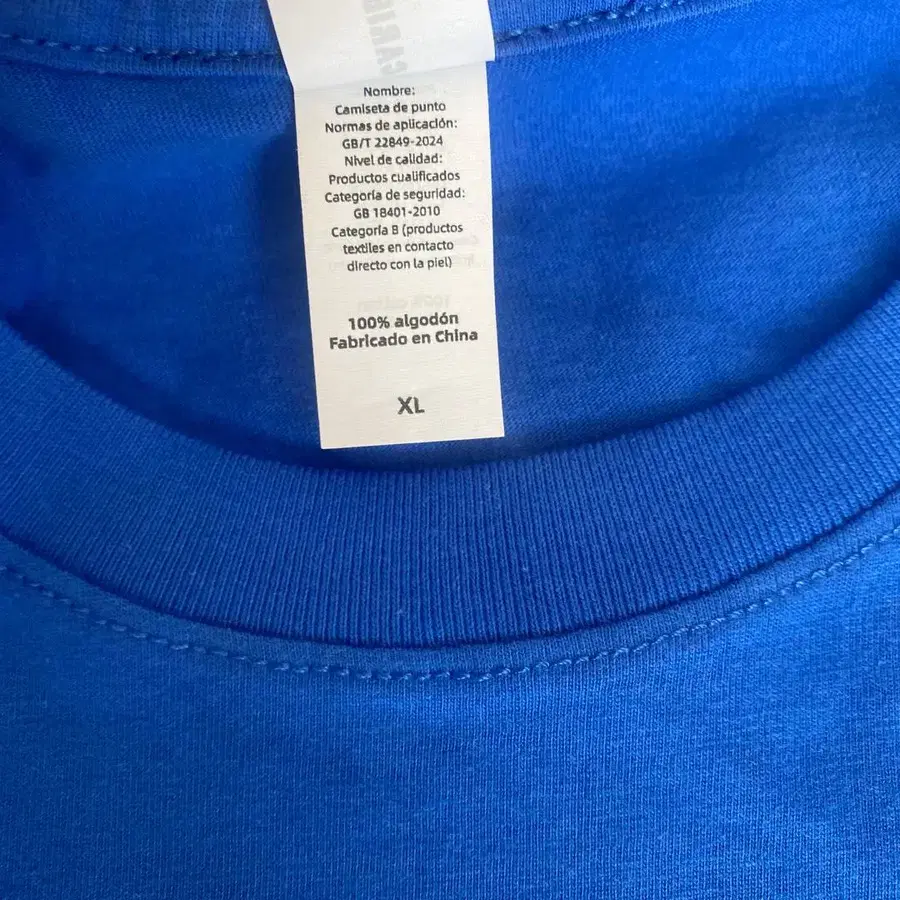 Nombre:
Camiseta de punto
Normas de aplicación:
GB/T 22849-2024
Nivel de calidad:
Productos cualificados
Categoría de seguridad:
GB 18401-2010
Categoría B (productos
textiles en contacto
directo con la piel)
100% algodón
Fabricado en China
XL